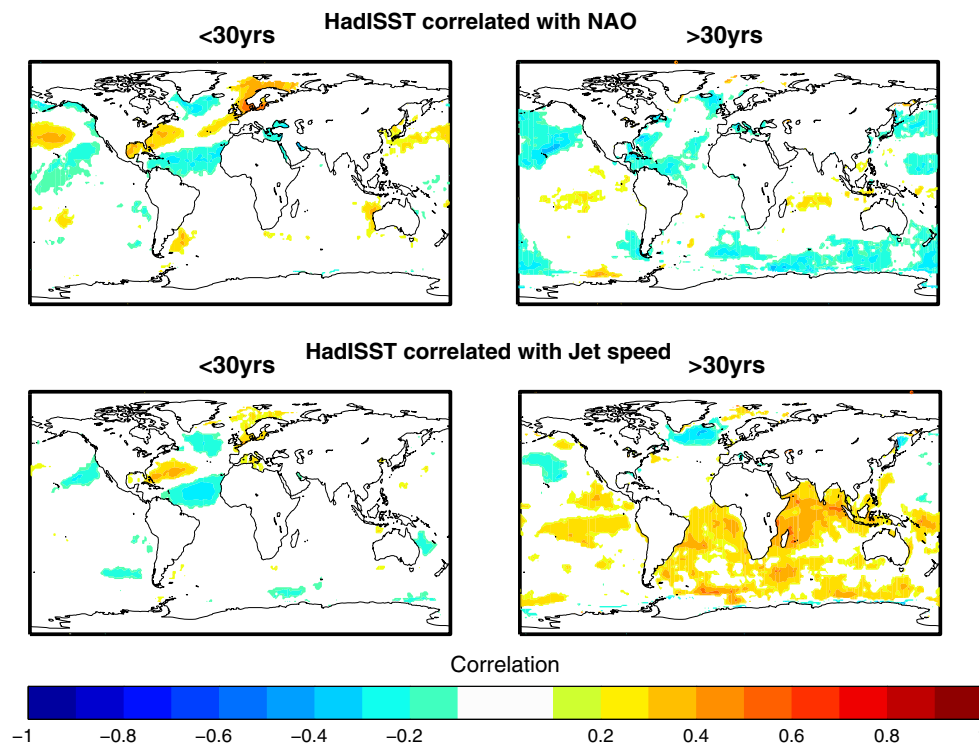 HadISST correlated with NAO
<30yrs
>30yrs
HadISST correlated with Jet speed
<30yrs
>30yrs
Correlation
−1
−0.8
−0.6
−0.4
−0.2
0.2
0.4
0.6
0.8